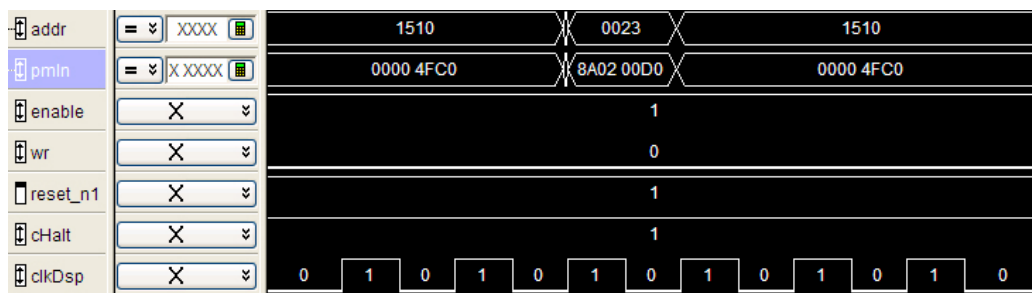 addr = XXXX 1510 0023 1510
pmIn = X XXXX 0000 4FC0 8A02 00D0 0000 4FC0
enable X 1
wr X 0
reset_n1 X 1
cHalt X 1
clkDsp X 0 1 0 1 0 1 0 1 0 1 0 1 0